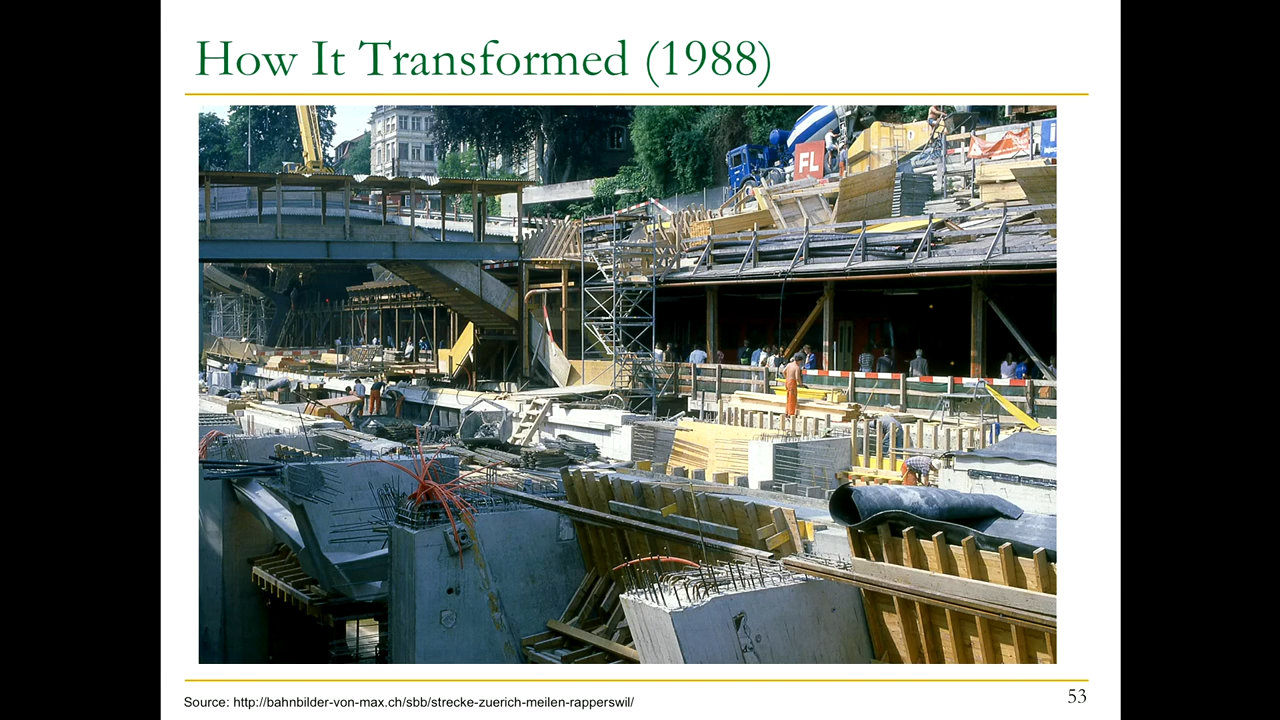 How It Transformed (1988)
FL
Source: http://bahnbilder-von-max.ch/sbb/strecke-zuerich-meilen-rapperswil/
53